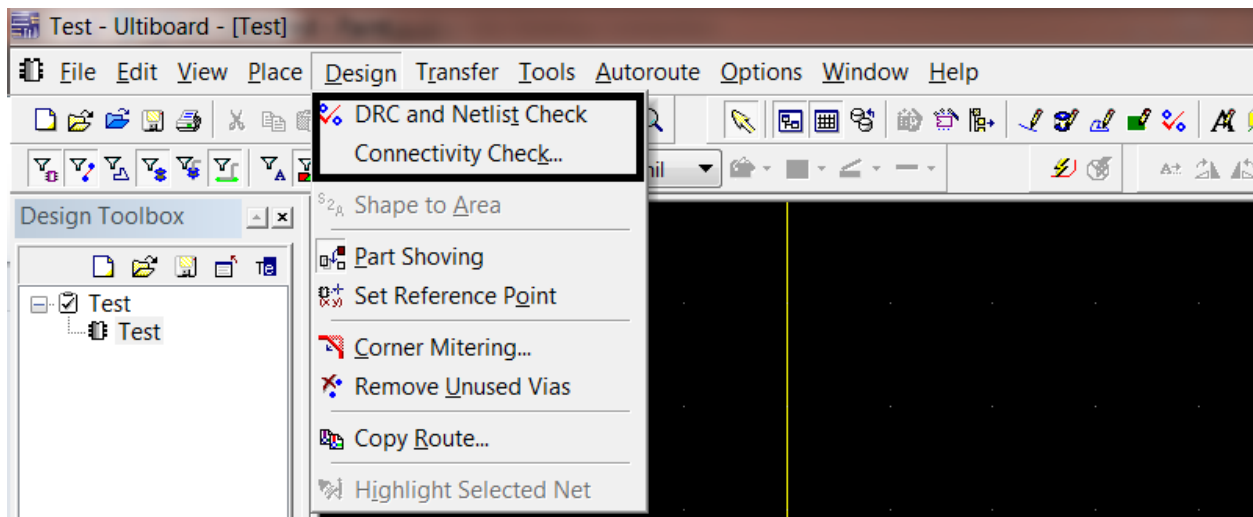 Test - Ultiboard - [Test]
File Edit View Place Design Transfer Tools Autoroute Options Window Help
DRC and Netlist Check
Connectivity Check...
Shape to Area
Part Shoving
Set Reference Point
Corner Mitering...
Remove Unused Vias
Copy Route...
Highlight Selected Net
Design Toolbox
Test
Test